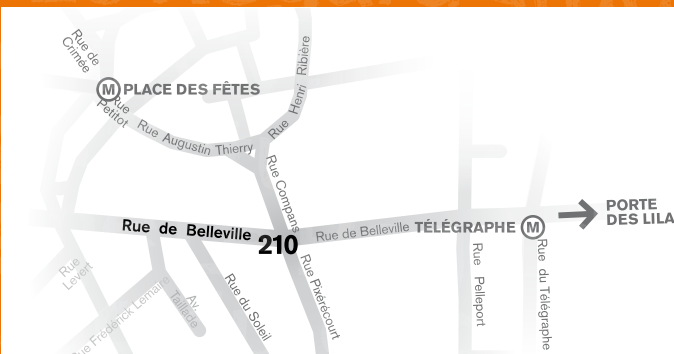 Rue de
Crimée
M PLACE DES FÊTES
Rue
Petitot
Rue Augustin Thierry
Rue Henri Ribière
Rue Compans
Rue de Belleville
210
Rue de Belleville
TÉLÉGRAPHE M
PORTE
DES LILA
Rue
Levert
Rue Frédérick Lemaître
Av.
Taillade
Rue du Soleil
Rue Pixérécourt
Rue Pelleport
Rue du Télégraphe